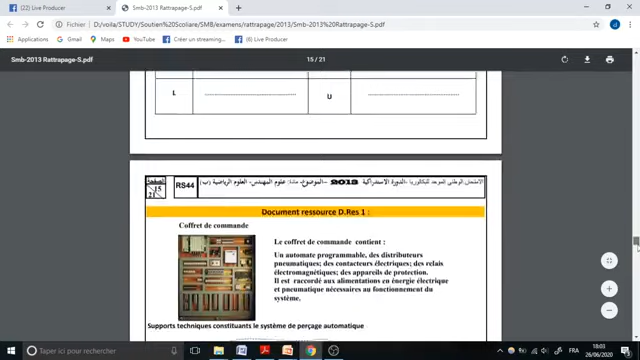 (22) Live Producer
Smb-2013 Rattrapage-S.pdf
Fichier
D:/voila/STUDY/Soutien%20Scoliare/SMB/examens/rattrapage/2013/Smb-2013%20Rattrapage-S.pdf
Applications
Gmail
YouTube
Maps
Créer un streaming...
(6) Live Producer
Smb-2013 Rattrapage-S.pdf
15 / 21
L
U
الصفحة
15
21
RS44
الامتحان الوطني الموحد للبكالوريا -الدورة الاستدراكية 2013 -الموضوع- مادة: علوم المهندس- العلوم الرياضية (ب)
Document ressource D.Res 1 :
Coffret de commande
Le coffret de commande contient :
Un automate programmable, des distributeurs
pneumatiques; des contacteurs électriques; des relais
électromagnétiques; des appareils de protection.
Il est raccordé aux alimentations en énergie électrique
et pneumatique nécessaires au fonctionnement du
système.
Supports techniques constituants le système de perçage automatique
Taper ici pour rechercher
FRA
18:03
26/06/2020